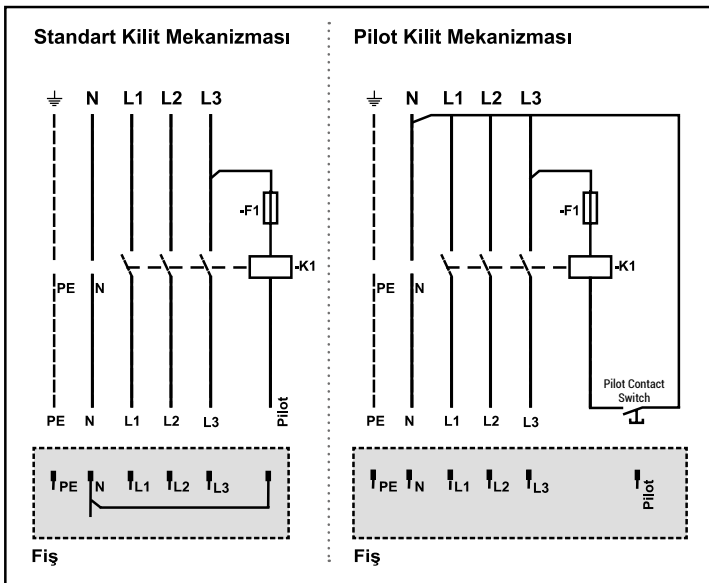 Standart Kilit Mekanizması
N L1 L2 L3
-F1
-K1
PE N
PE N L1 L2 L3 Pilot
PE N L1 L2 L3
Fiş
Pilot Kilit Mekanizması
N L1 L2 L3
-F1
-K1
PE N
Pilot Contact
Switch
PE N L1 L2 L3
PE N L1 L2 L3 Pilot
Fiş